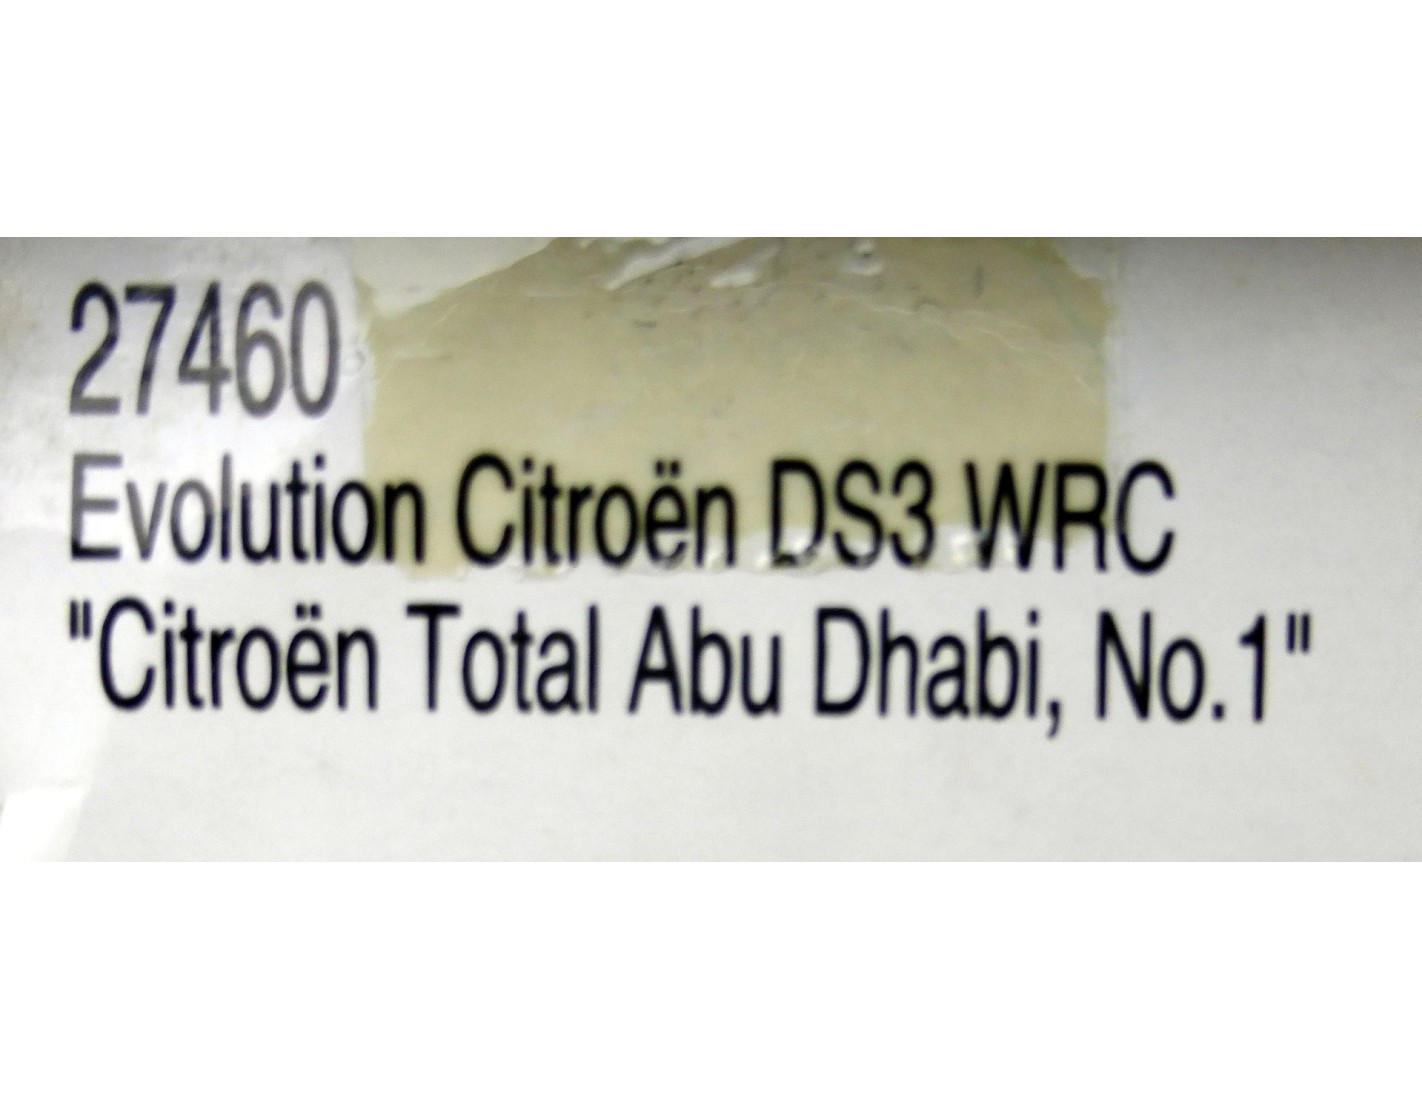 27460
Evolution Citroën DS3 WRC
"Citroën Total Abu Dhabi, No.1"